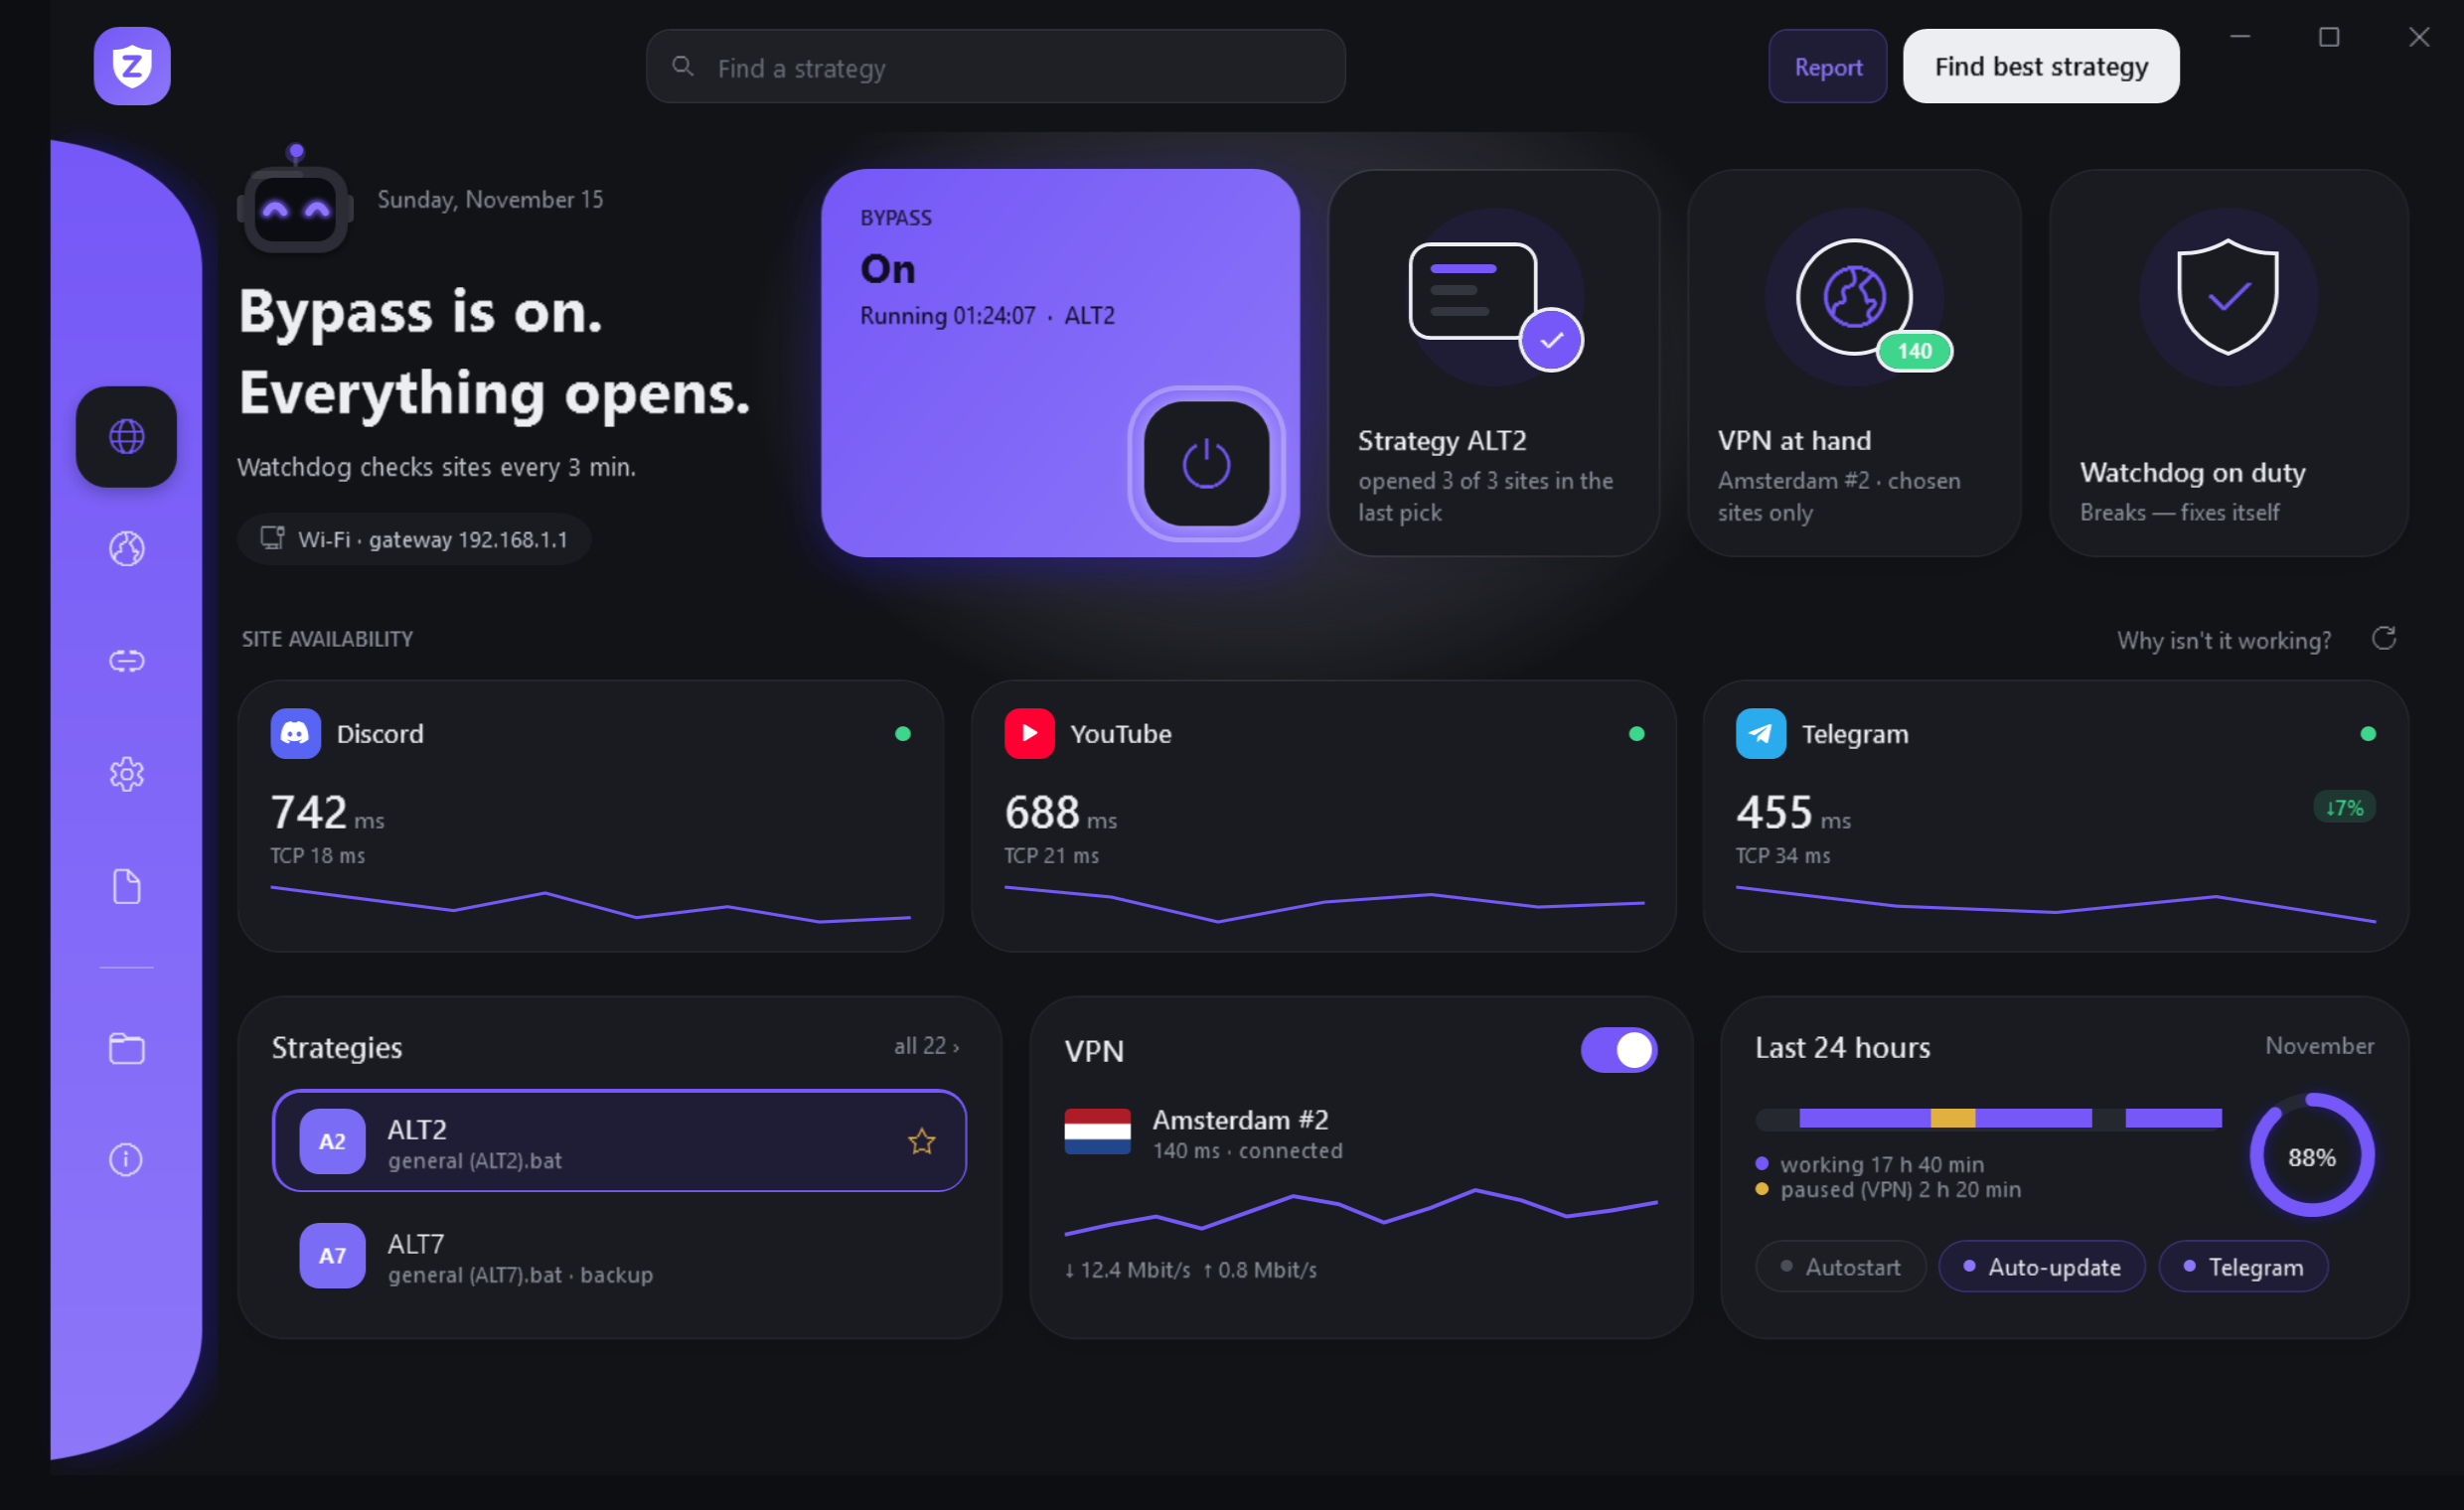 Z
Find a strategy
Report
Find best strategy
Sunday, November 15
Bypass is on.
Everything opens.
Watchdog checks sites every 3 min.
Wi-Fi · gateway 192.168.1.1
BYPASS
On
Running 01:24:07 · ALT2
Strategy ALT2
opened 3 of 3 sites in the
last pick
140
VPN at hand
Amsterdam #2 · chosen
sites only
Watchdog on duty
Breaks — fixes itself
SITE AVAILABILITY
Why isn't it working?
Discord
742 ms
TCP 18 ms
YouTube
688 ms
TCP 21 ms
Telegram
455 ms
↓7%
TCP 34 ms
Strategies
all 22 ›
A2
ALT2
general (ALT2).bat
A7
ALT7
general (ALT7).bat · backup
VPN
Amsterdam #2
140 ms · connected
↓ 12.4 Mbit/s ↑ 0.8 Mbit/s
Last 24 hours
November
working 17 h 40 min
paused (VPN) 2 h 20 min
88%
Autostart
Auto-update
Telegram